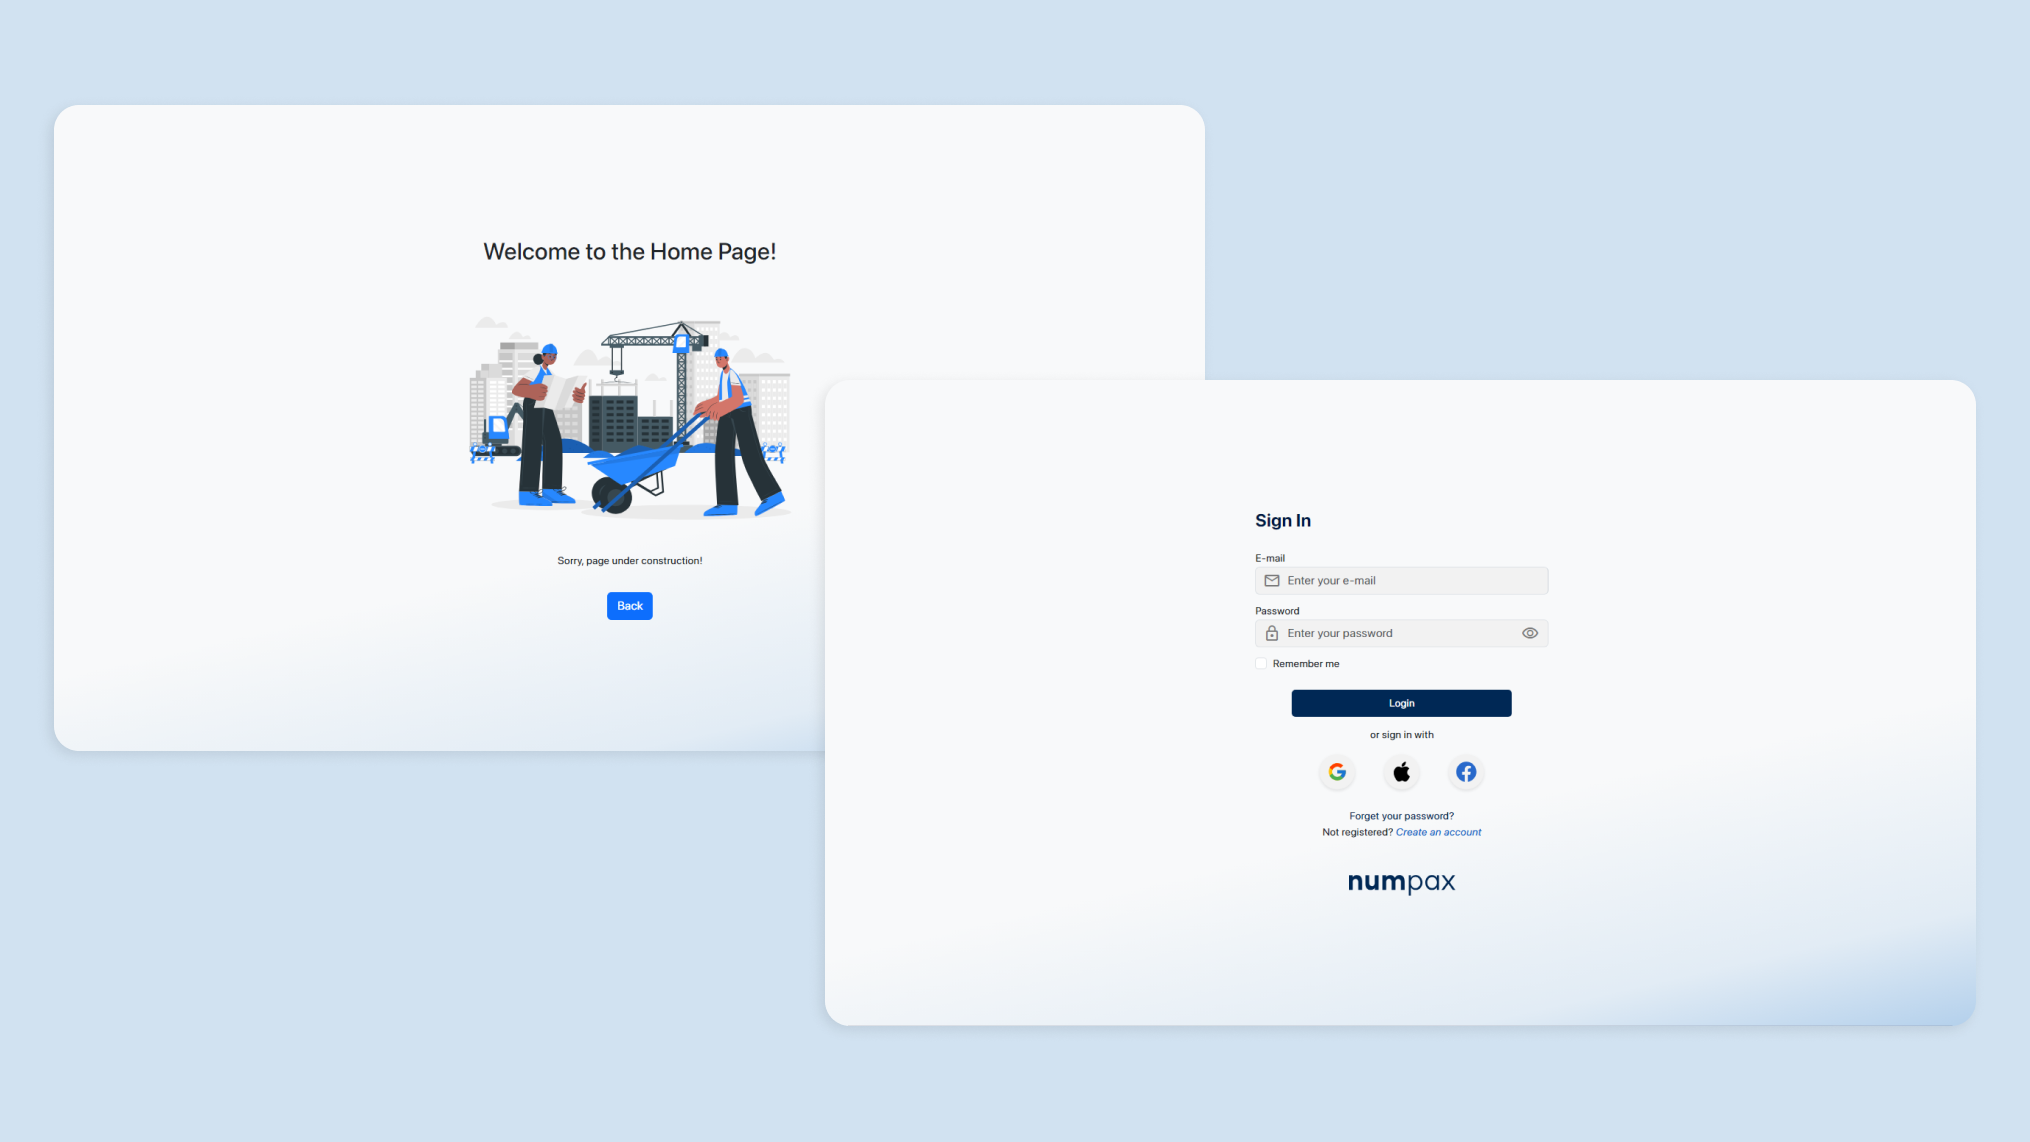 Welcome to the Home Page!
Sorry, page under construction!
Back
Sign In
E-mail
Enter your e-mail
Password
Enter your password
Remember me
Login
or sign in with
Forget your password?
Not registered? Create an account
numpax